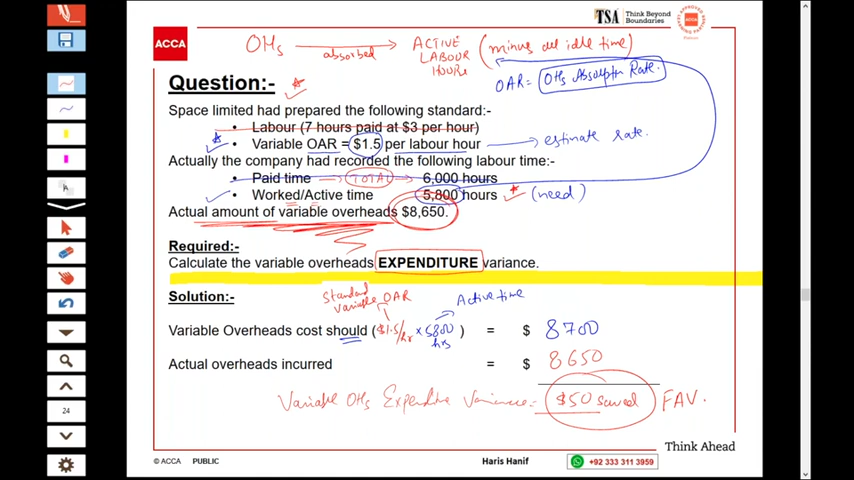 TSA Think Beyond Boundaries
ACCA
OHs absorbed ACTIVE LABOUR HOURS (minus all idle time)
OAR = OHs Absorption Rate.
Question:-
Space limited had prepared the following standard:-
• Labour (7 hours paid at $3 per hour)
• Variable OAR = $1.5 per labour hour estimate rate.
Actually the company had recorded the following labour time:-
• Paid time TOTAL 6,000 hours
• Worked/Active time 5,800 hours (need)
Actual amount of variable overheads $8,650.
Required:-
Calculate the variable overheads EXPENDITURE variance.
Solution:-
Standard Variable OAR Active time
Variable Overheads cost should ($1.5/hr × 5800 hrs) = $ 8700
Actual overheads incurred = $ 8650
Variable OHs Expenditure Variance = $50 saved FAV.
24
Think Ahead
© ACCA PUBLIC Haris Hanif +92 333 311 3959